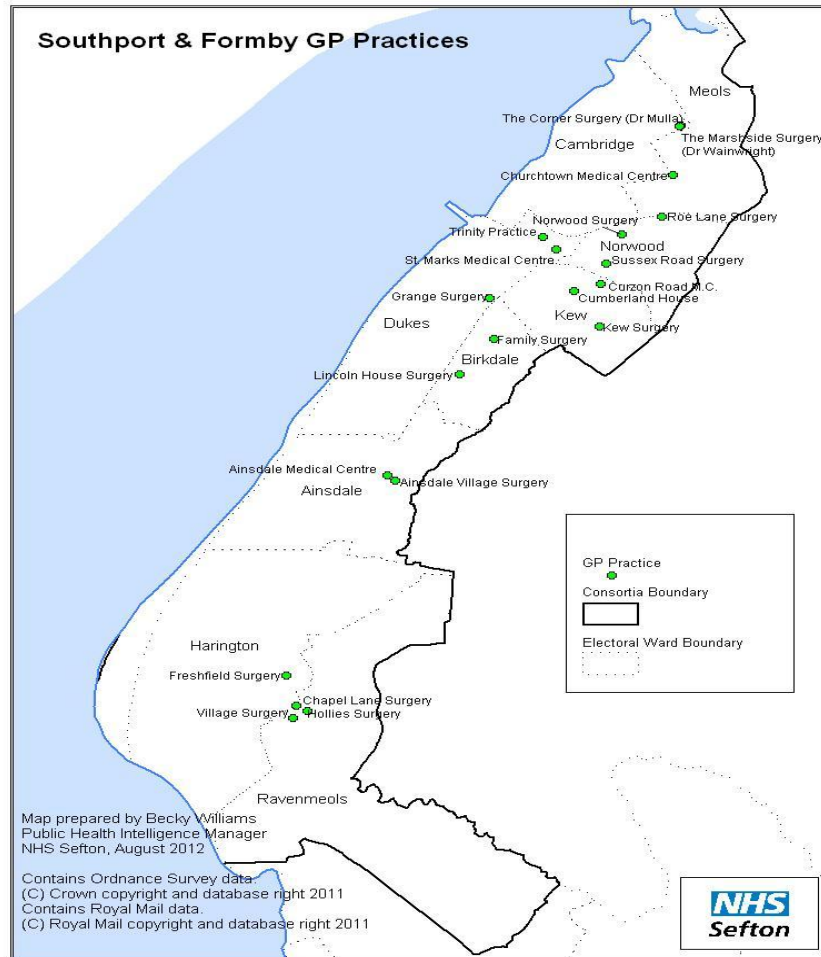 Southport & Formby GP Practices
Meols
The Corner Surgery (Dr Mulla)
The Marshside Surgery
(Dr Wainwright)
Cambridge
Churchtown Medical Centre
Roe Lane Surgery
Norwood Surgery
Trinity Practice
Norwood
St. Marks Medical Centre
Sussex Road Surgery
Curzon Road M.C.
Cumberland House
Grange Surgery
Dukes
Kew
Kew Surgery
Family Surgery
Birkdale
Lincoln House Surgery
Ainsdale Medical Centre
Ainsdale Village Surgery
Ainsdale
GP Practice
Consortia Boundary
Electoral Ward Boundary
Harington
Freshfield Surgery
Chapel Lane Surgery
Village Surgery
Hollies Surgery
Ravenmeols
Map prepared by Becky Williams
Public Health Intelligence Manager
NHS Sefton, August 2012
Contains Ordnance Survey data.
(C) Crown copyright and database right 2011
Contains Royal Mail data.
(C) Royal Mail copyright and database right 2011
NHS
Sefton